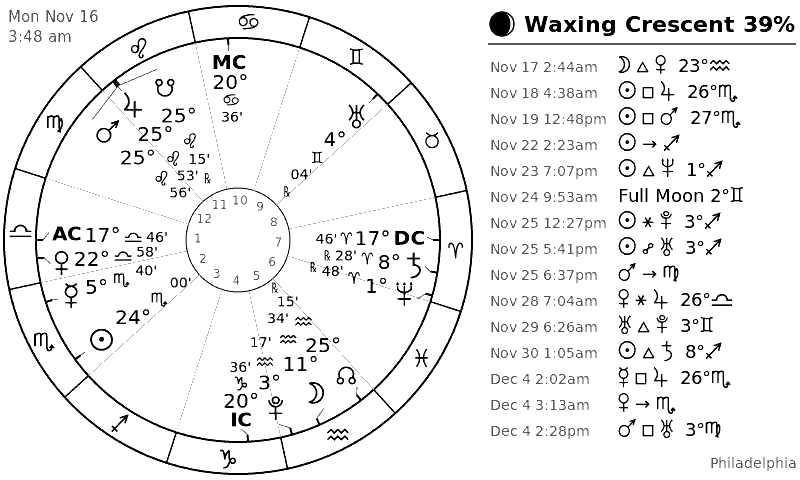 Mon Nov 16
3:48 am
MC
20°
♋
36'
♅ 4° ♊ 04' ℞
☋ 25° ♌ 15' ℞
♃ 25° ♌ 53'
♂ 25° ♌ 56'
AC 17° ♎ 46'
♀ 22° ♎ 58'
☿ 5° ♏ 40'
☉ 24° ♏ 00'
46' ♈ 17° DC
℞ 28' ♈ 8° ♄
℞ 48' ♈ 1° ♆
℞ 15' ♒ 25° ☊
34' ♒ 11° ☽
17' ♒ 3° ♇
36'
♑
20°
IC
♋
♊
♉
♈
♓
♒
♑
♐
♏
♎
♍
♌
1
2
3
4
5
6
7
8
9
10
11
12
Waxing Crescent 39%
Nov 17 2:44am ☽ △ ♀ 23°♒
Nov 18 4:38am ☉ □ ♃ 26°♏
Nov 19 12:48pm ☉ □ ♂ 27°♏
Nov 22 2:23am ☉ → ♐
Nov 23 7:07pm ☉ △ ♆ 1°♐
Nov 24 9:53am Full Moon 2°♊
Nov 25 12:27pm ☉ ⚹ ♇ 3°♐
Nov 25 5:41pm ☉ ☍ ♅ 3°♐
Nov 25 6:37pm ♂ → ♍
Nov 28 7:04am ♀ ⚹ ♃ 26°♎
Nov 29 6:26am ♅ △ ♇ 3°♊
Nov 30 1:05am ☉ △ ♄ 8°♐
Dec 4 2:02am ☿ □ ♃ 26°♏
Dec 4 3:13am ♀ → ♏
Dec 4 2:28pm ♂ □ ♅ 3°♍
Philadelphia